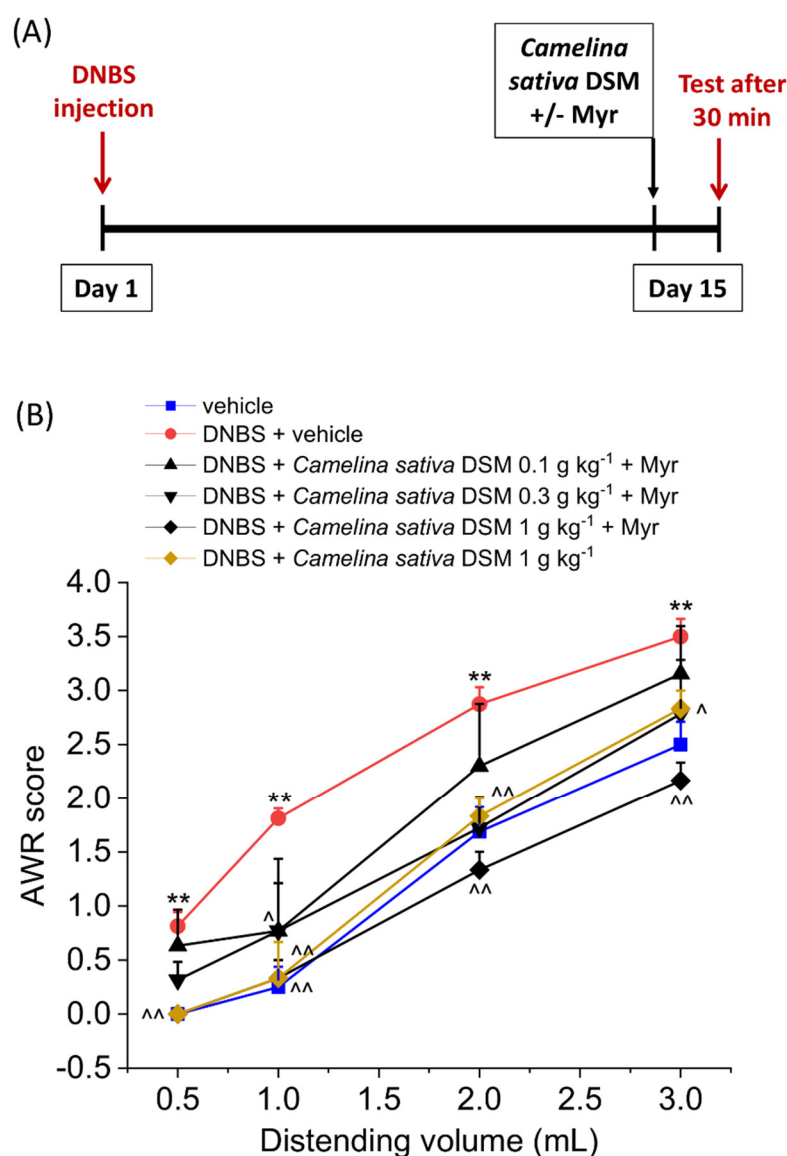 (A)
DNBS
injection
Camelina
sativa DSM
+/- Myr
Test after
30 min
Day 1
Day 15
(B)
vehicle
DNBS + vehicle
DNBS + Camelina sativa DSM 0.1 g kg⁻¹ + Myr
DNBS + Camelina sativa DSM 0.3 g kg⁻¹ + Myr
DNBS + Camelina sativa DSM 1 g kg⁻¹ + Myr
DNBS + Camelina sativa DSM 1 g kg⁻¹
AWR score
4.0
3.5
3.0
2.5
2.0
1.5
1.0
0.5
0.0
-0.5
**
**
**
**
^^
^
^^
^^
^^
^^
^
^^
0.5
1.0
2.0
2.5
3.0
Distending volume (mL)